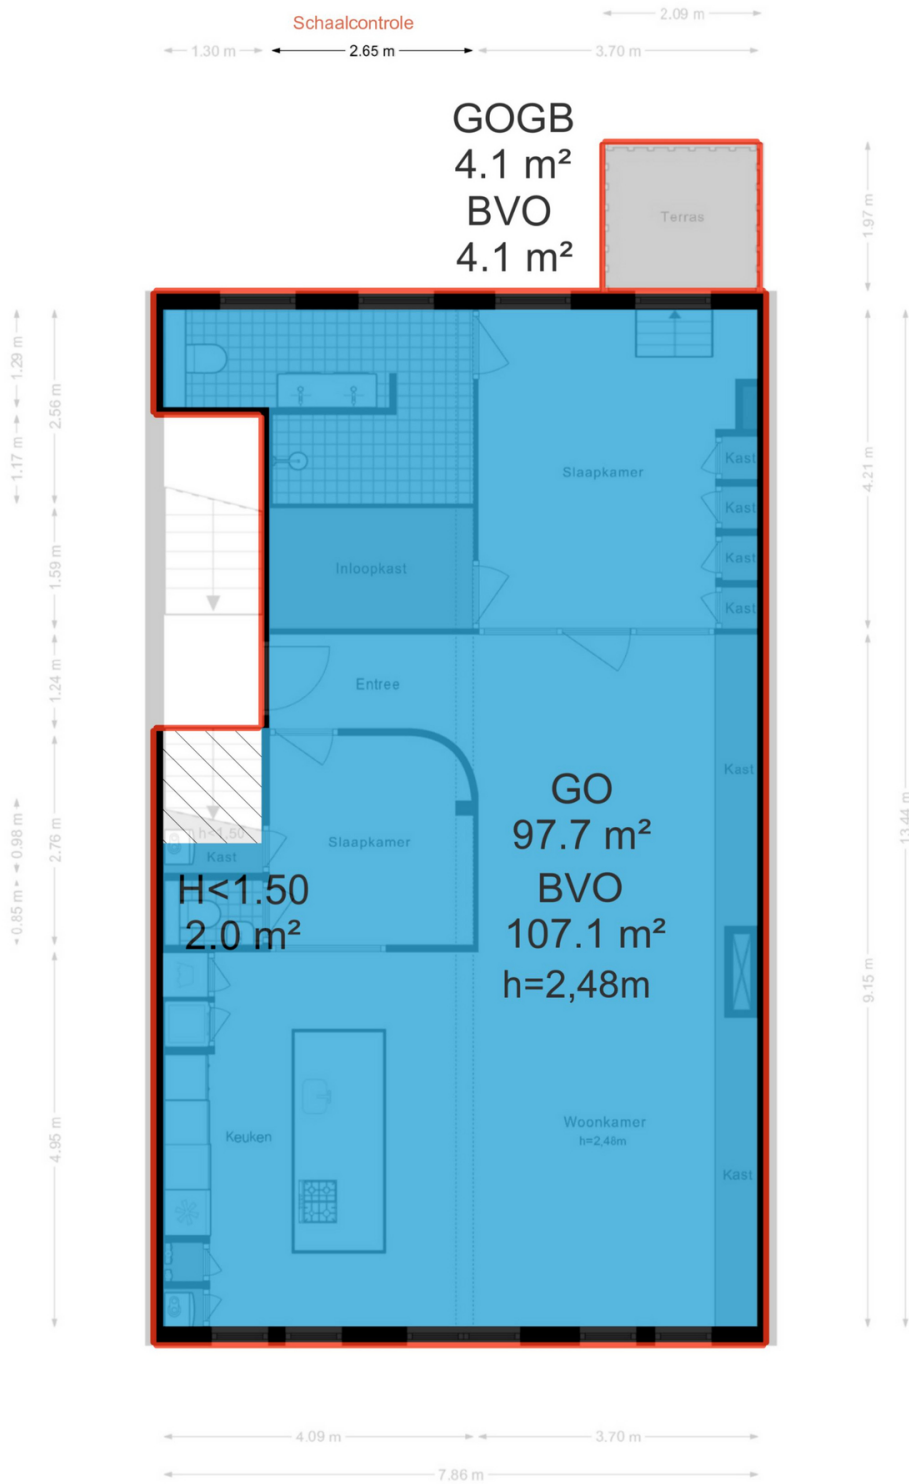 2.09 m
Schaalcontrole
1.30 m
2.65 m
3.70 m
GOGB
4.1 m²
BVO
4.1 m²
Terras
1.97 m
1.29 m
2.56 m
1.17 m
1.59 m
1.24 m
2.76 m
0.98 m
0.85 m
4.95 m
4.21 m
9.15 m
13.44 m
Slaapkamer
Kast
Kast
Kast
Kast
Inloopkast
Entree
Kast
Slaapkamer
h<1.50
Kast
H<1.50
2.0 m²
GO
97.7 m²
BVO
107.1 m²
h=2,48m
Keuken
Woonkamer
h=2,48m
Kast
4.09 m
3.70 m
7.86 m